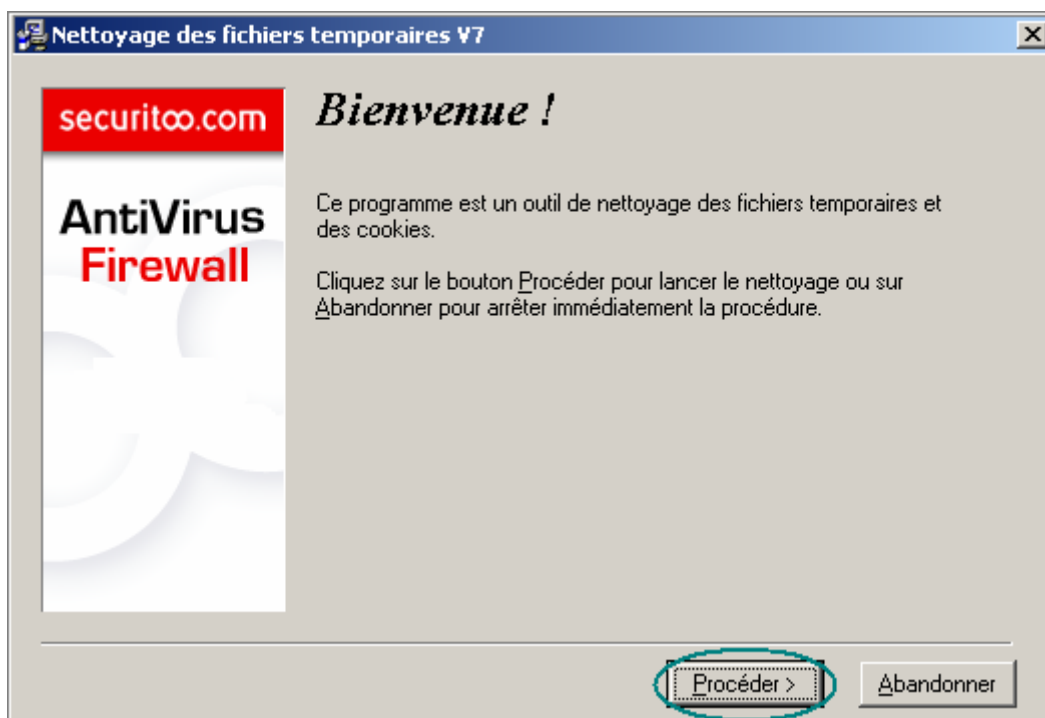 Nettoyage des fichiers temporaires V7
securitoo.com
AntiVirus
Firewall
Bienvenue !
Ce programme est un outil de nettoyage des fichiers temporaires et
des cookies.
Cliquez sur le bouton Procéder pour lancer le nettoyage ou sur
Abandonner pour arrêter immédiatement la procédure.
Procéder >
Abandonner